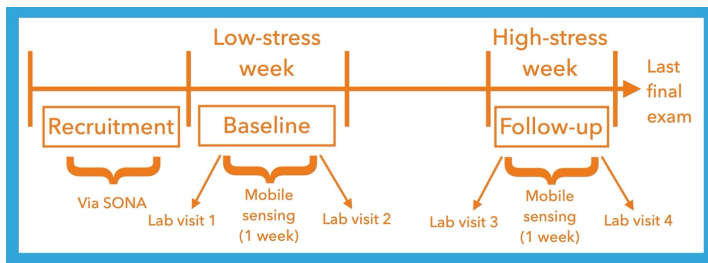 Low-stress
week
High-stress
week
Last
final
exam
Recruitment
Baseline
Follow-up
Via SONA
Lab visit 1
Mobile
sensing
(1 week)
Lab visit 2
Lab visit 3
Mobile
sensing
(1 week)
Lab visit 4